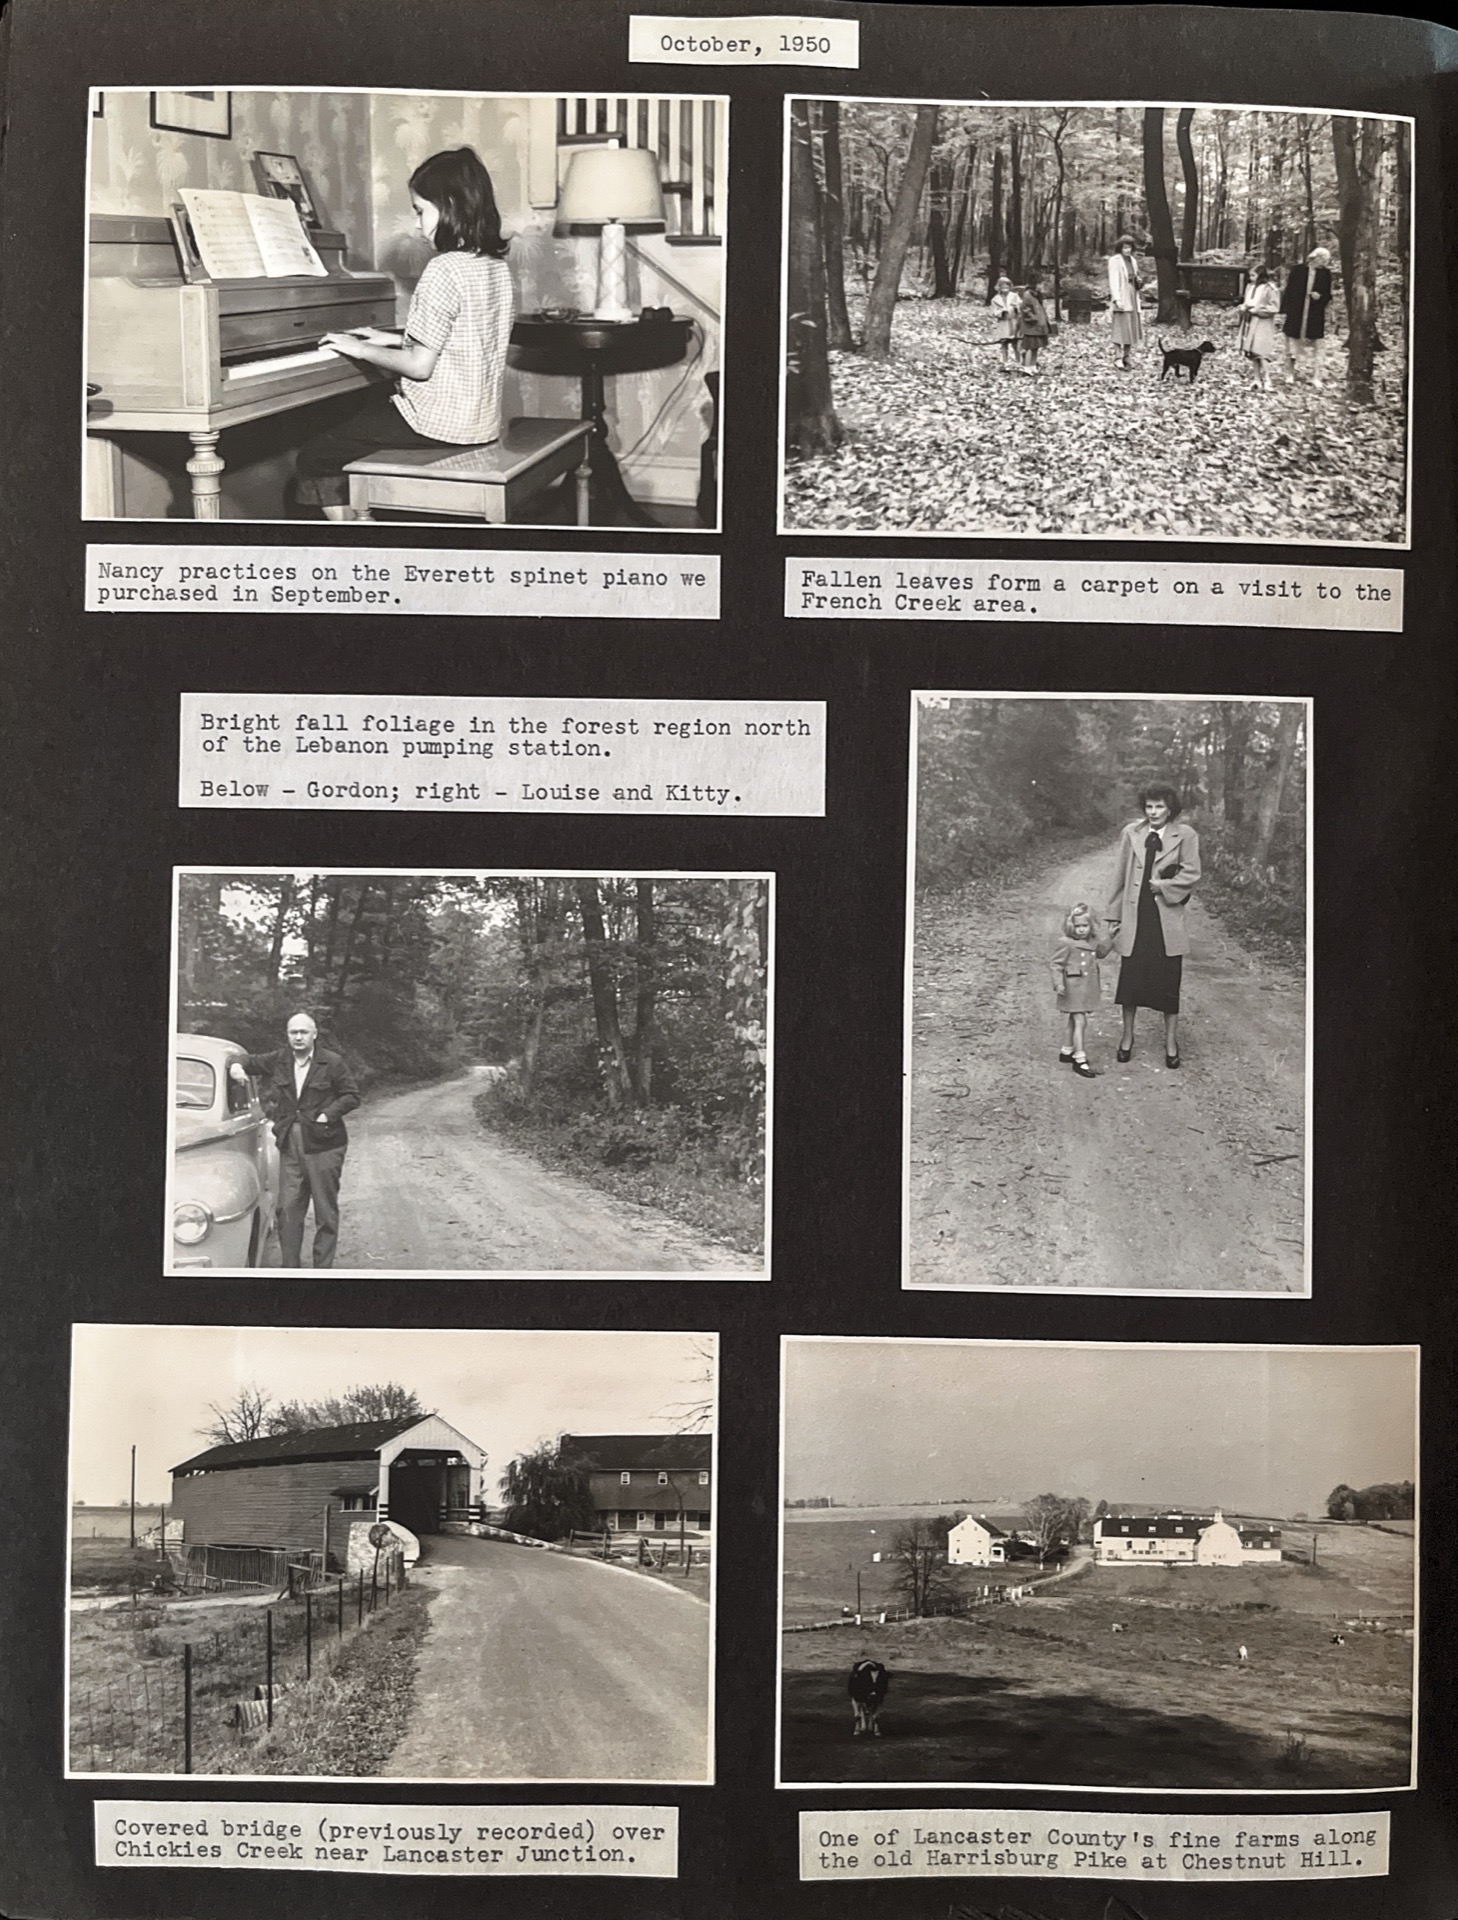 October, 1950
Nancy practices on the Everett spinet piano we
purchased in September.
Fallen leaves form a carpet on a visit to the
French Creek area.
Bright fall foliage in the forest region north
of the Lebanon pumping station.
Below - Gordon; right - Louise and Kitty.
Covered bridge (previously recorded) over
Chickies Creek near Lancaster Junction.
One of Lancaster County's fine farms along
the old Harrisburg Pike at Chestnut Hill.